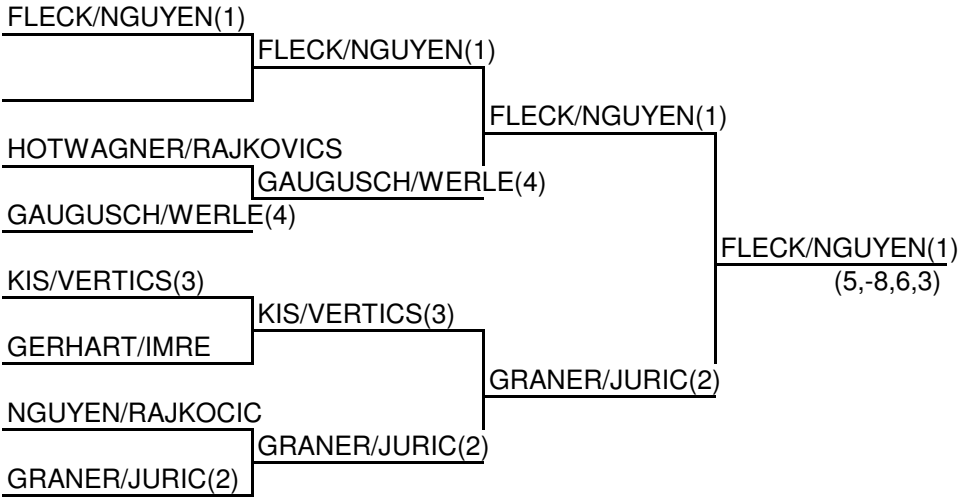 FLECK/NGUYEN(1)
FLECK/NGUYEN(1)
FLECK/NGUYEN(1)
HOTWAGNER/RAJKOVICS
GAUGUSCH/WERLE(4)
GAUGUSCH/WERLE(4)
FLECK/NGUYEN(1)
KIS/VERTICS(3)
(5,-8,6,3)
KIS/VERTICS(3)
GERHART/IMRE
GRANER/JURIC(2)
NGUYEN/RAJKOCIC
GRANER/JURIC(2)
GRANER/JURIC(2)